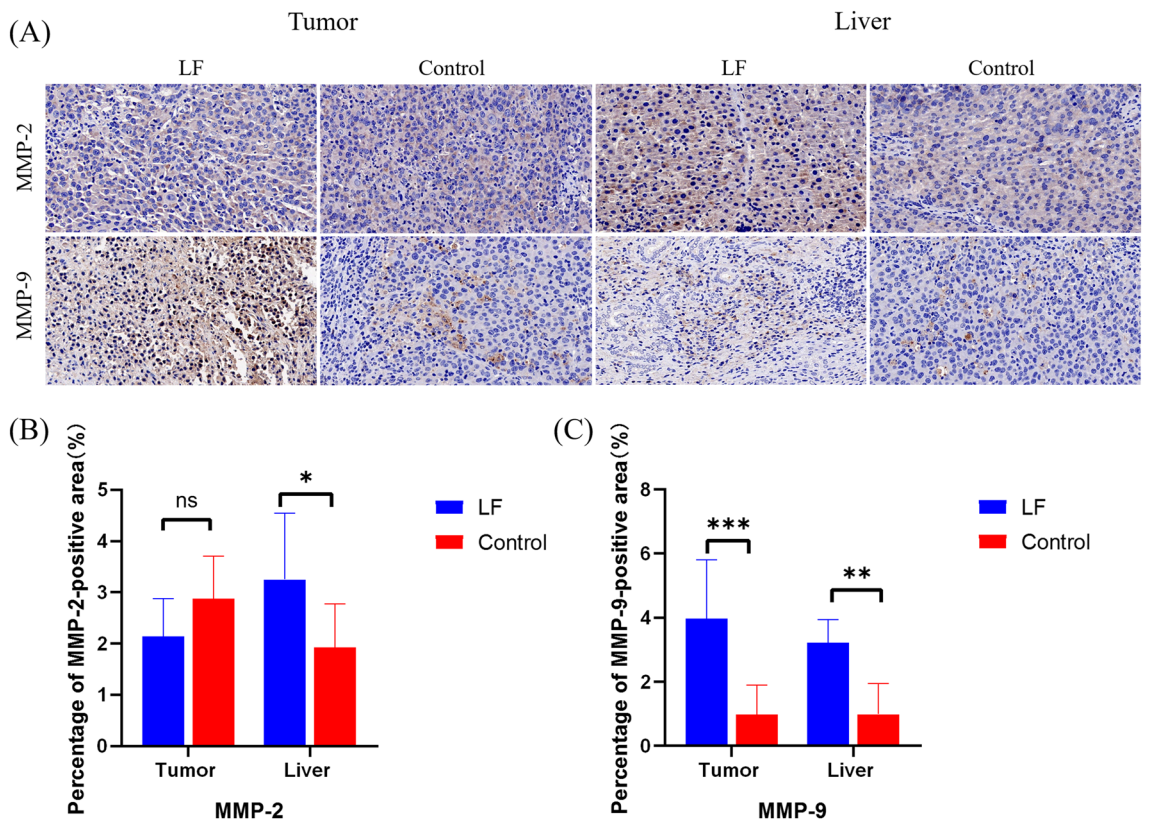 (A)
Tumor
Liver
LF
Control
LF
Control
MMP-2
MMP-9
(B)
Percentage of MMP-2-positive area(%)
5
4
3
2
1
0
ns
*
LF
Control
Tumor
Liver
MMP-2
(C)
Percentage of MMP-9-positive area(%)
8
6
4
2
0
***
**
LF
Control
Tumor
Liver
MMP-9